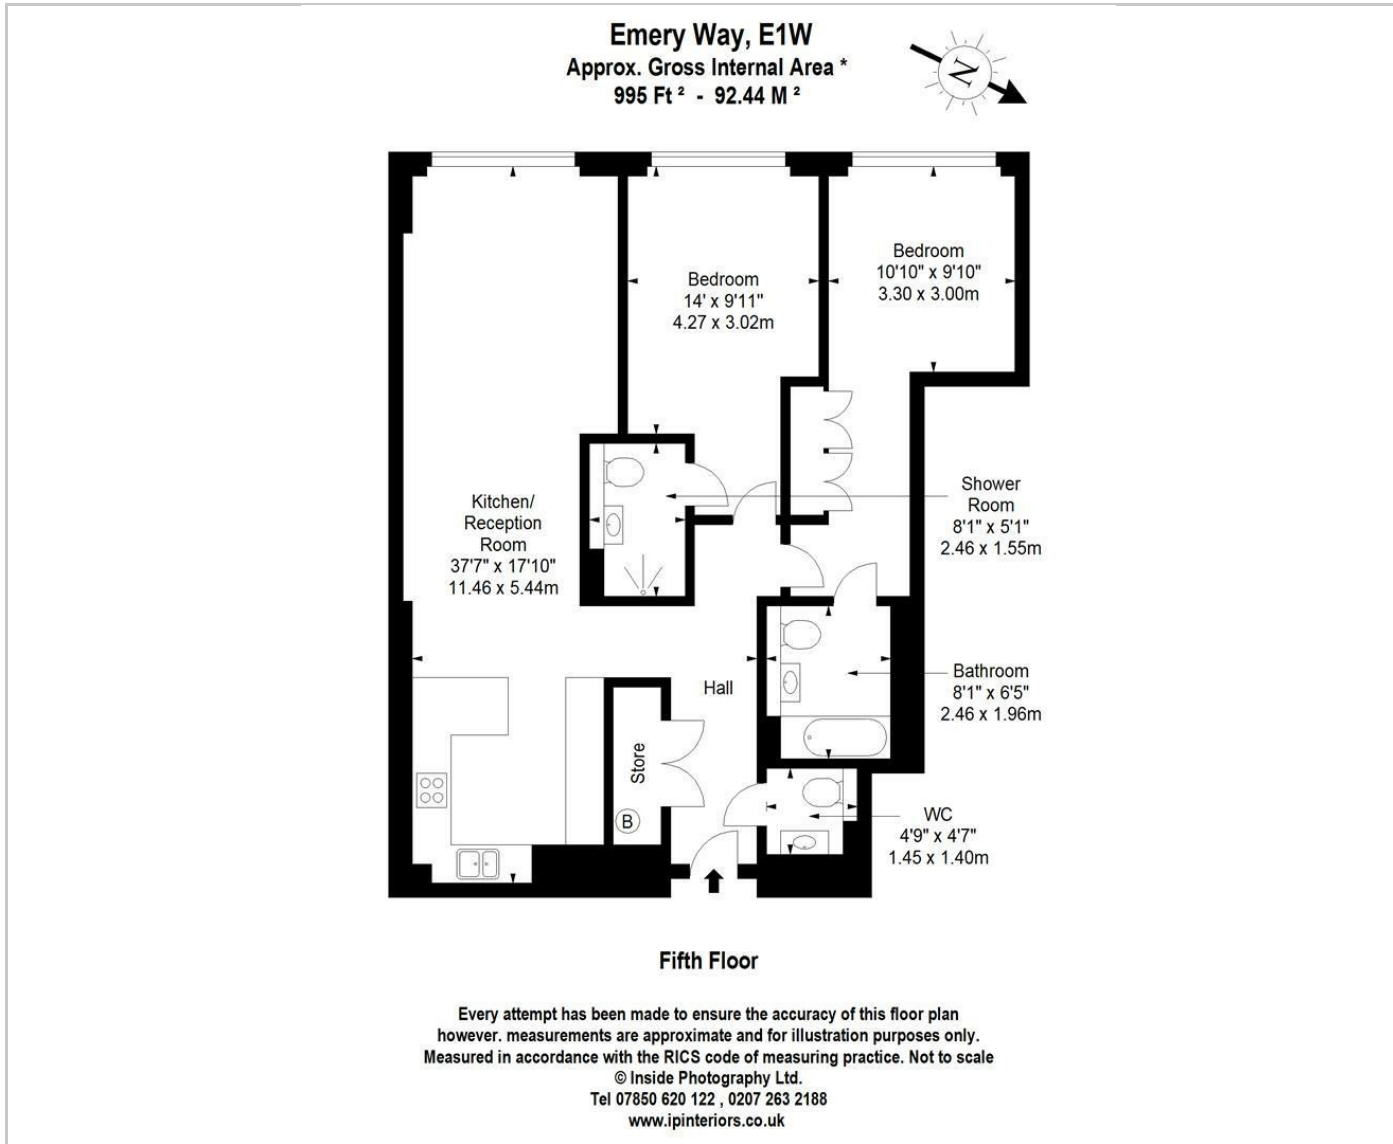 Emery Way, E1W
Approx. Gross Internal Area *
995 Ft ² - 92.44 M ²
N
Bedroom
14' x 9'11"
4.27 x 3.02m
Bedroom
10'10" x 9'10"
3.30 x 3.00m
Kitchen/
Reception
Room
37'7" x 17'10"
11.46 x 5.44m
Shower
Room
8'1" x 5'1"
2.46 x 1.55m
Hall
Bathroom
8'1" x 6'5"
2.46 x 1.96m
Store
B
WC
4'9" x 4'7"
1.45 x 1.40m
Fifth Floor
Every attempt has been made to ensure the accuracy of this floor plan
however. measurements are approximate and for illustration purposes only.
Measured in accordance with the RICS code of measuring practice. Not to scale
© Inside Photography Ltd.
Tel 07850 620 122 , 0207 263 2188
www.ipinteriors.co.uk